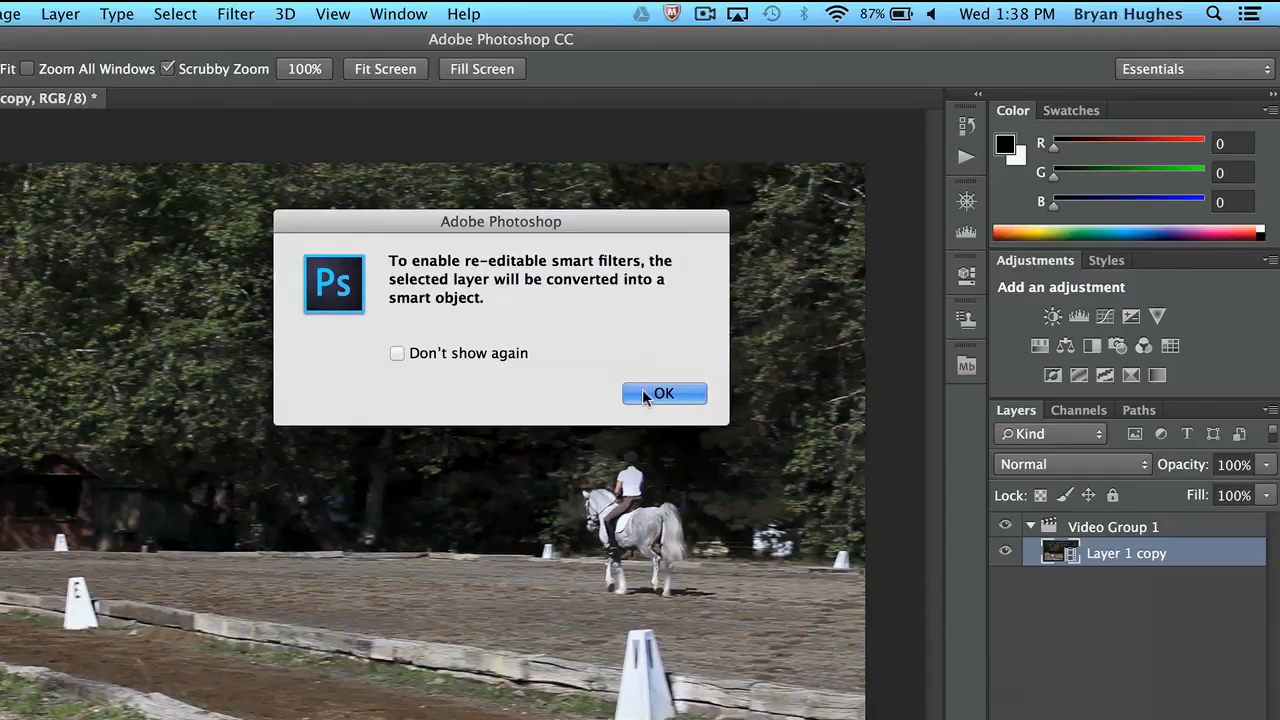 age Layer Type Select Filter 3D View Window Help 87% Wed 1:38 PM Bryan Hughes
Adobe Photoshop CC
Fit Zoom All Windows Scrubby Zoom 100% Fit Screen Fill Screen Essentials
copy, RGB/8) *
Color Swatches
R 0
G 0
B 0
Adobe Photoshop
Ps
To enable re-editable smart filters, the
selected layer will be converted into a
smart object.
Don't show again
OK
Adjustments Styles
Add an adjustment
Mb
Layers Channels Paths
Kind
Normal Opacity: 100%
Lock: Fill: 100%
Video Group 1
Layer 1 copy